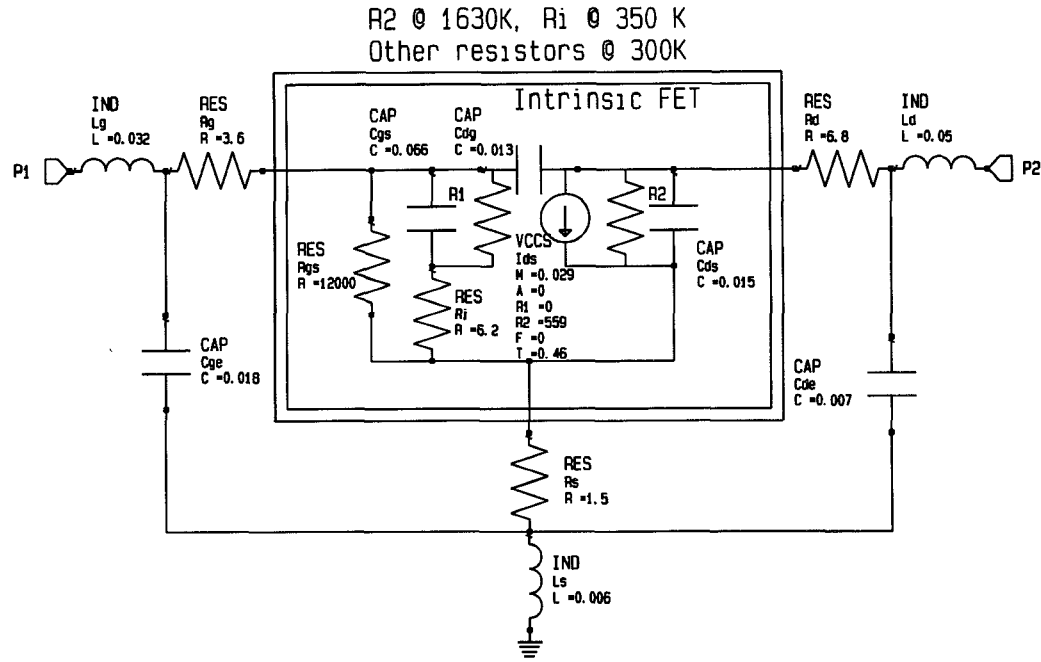 R2 @ 1630K, Ri @ 350 K
Other resistors @ 300K
Intrinsic FET
IND
Lg
L =0.032
RES
Rg
R =3.6
CAP
Cgs
C =0.066
CAP
Cdg
C =0.013
RES
Rd
R =6.8
IND
Ld
L =0.05
P1
P2
R1
R2
RES
Rgs
R =12000
RES
Ri
R =6.2
VCCS
Ids
M =0.029
A =0
R1 =0
R2 =559
F =0
T =0.46
CAP
Cds
C =0.015
CAP
Cge
C =0.018
CAP
Cde
C =0.007
RES
Rs
R =1.5
IND
Ls
L =0.006